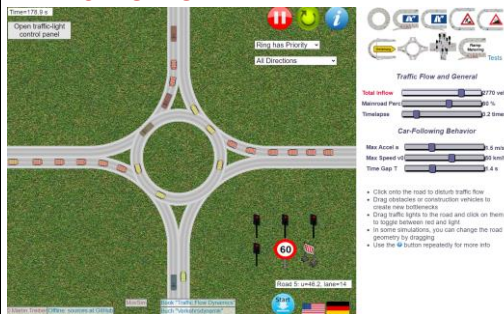 Time=178.9 s
Open traffic-light
control panel
Ring has Priority
All Directions
60
Road 5: u=46.2, lane=14
Start
Tests
Ramp
Metering
Traffic Flow and General
Total Inflow
2770 veh
Mainroad Perc
Timelapse
Car-Following Behavior
Max Accel a
Max Speed v0
Time Gap T
Click onto the road to disturb traffic flow
Drag obstacles or construction vehicles to
create new bottlenecks
Drag traffic lights to the road and click on them
to toggle between red and light
In some simulations, you can change the road
geometry by dragging
Use the button repeatedly for more info